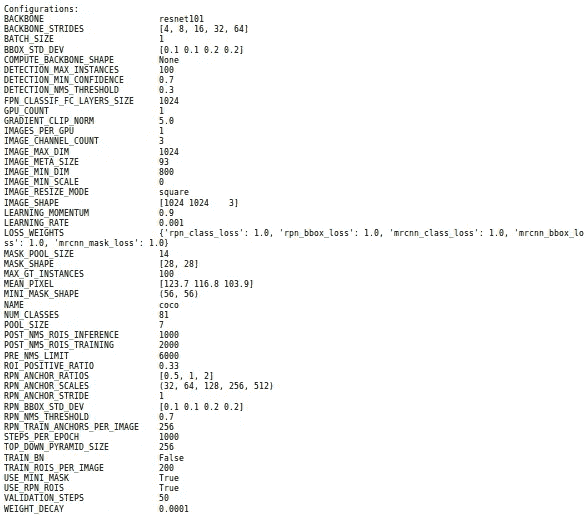 Configurations:
BACKBONE                       resnet101
BACKBONE_STRIDES               [4, 8, 16, 32, 64]
BATCH_SIZE                     1
BBOX_STD_DEV                   [0.1 0.1 0.2 0.2]
COMPUTE_BACKBONE_SHAPE         None
DETECTION_MAX_INSTANCES        100
DETECTION_MIN_CONFIDENCE       0.7
DETECTION_NMS_THRESHOLD        0.3
FPN_CLASSIF_FC_LAYERS_SIZE     1024
GPU_COUNT                      1
GRADIENT_CLIP_NORM             5.0
IMAGES_PER_GPU                 1
IMAGE_CHANNEL_COUNT            3
IMAGE_MAX_DIM                  1024
IMAGE_META_SIZE                93
IMAGE_MIN_DIM                  800
IMAGE_MIN_SCALE                0
IMAGE_RESIZE_MODE              square
IMAGE_SHAPE                    [1024 1024    3]
LEARNING_MOMENTUM              0.9
LEARNING_RATE                  0.001
LOSS_WEIGHTS                   {'rpn_class_loss': 1.0, 'rpn_bbox_loss': 1.0, 'mrcnn_class_loss': 1.0, 'mrcnn_bbox_lo
ss': 1.0, 'mrcnn_mask_loss': 1.0}
MASK_POOL_SIZE                 14
MASK_SHAPE                     [28, 28]
MAX_GT_INSTANCES               100
MEAN_PIXEL                     [123.7 116.8 103.9]
MINI_MASK_SHAPE                (56, 56)
NAME                           coco
NUM_CLASSES                    81
POOL_SIZE                      7
POST_NMS_ROIS_INFERENCE        1000
POST_NMS_ROIS_TRAINING         2000
PRE_NMS_LIMIT                  6000
ROI_POSITIVE_RATIO             0.33
RPN_ANCHOR_RATIOS              [0.5, 1, 2]
RPN_ANCHOR_SCALES              (32, 64, 128, 256, 512)
RPN_ANCHOR_STRIDE              1
RPN_BBOX_STD_DEV               [0.1 0.1 0.2 0.2]
RPN_NMS_THRESHOLD              0.7
RPN_TRAIN_ANCHORS_PER_IMAGE    256
STEPS_PER_EPOCH                1000
TOP_DOWN_PYRAMID_SIZE          256
TRAIN_BN                       False
TRAIN_ROIS_PER_IMAGE           200
USE_MINI_MASK                  True
USE_RPN_ROIS                   True
VALIDATION_STEPS               50
WEIGHT_DECAY                   0.0001